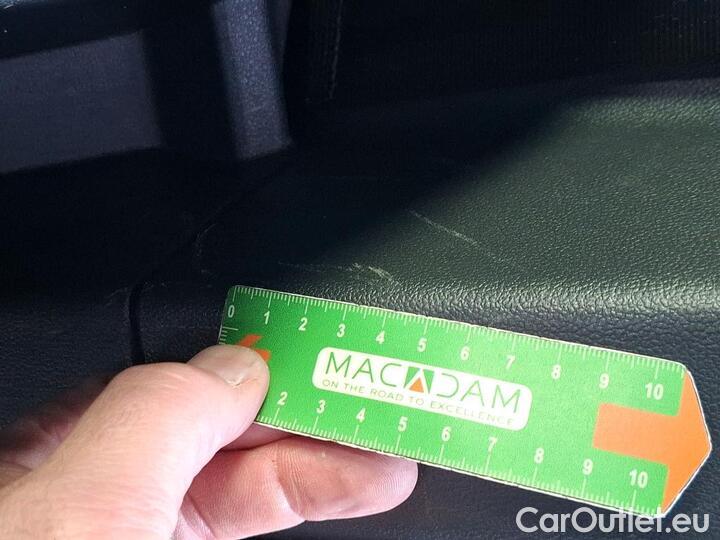 0 1 2 3 4 5 6 7 8 9 10
MACADAM
ON THE ROAD TO EXCELLENCE
2 3 4 5 6 7 8 9 10
CarOutlet.eu